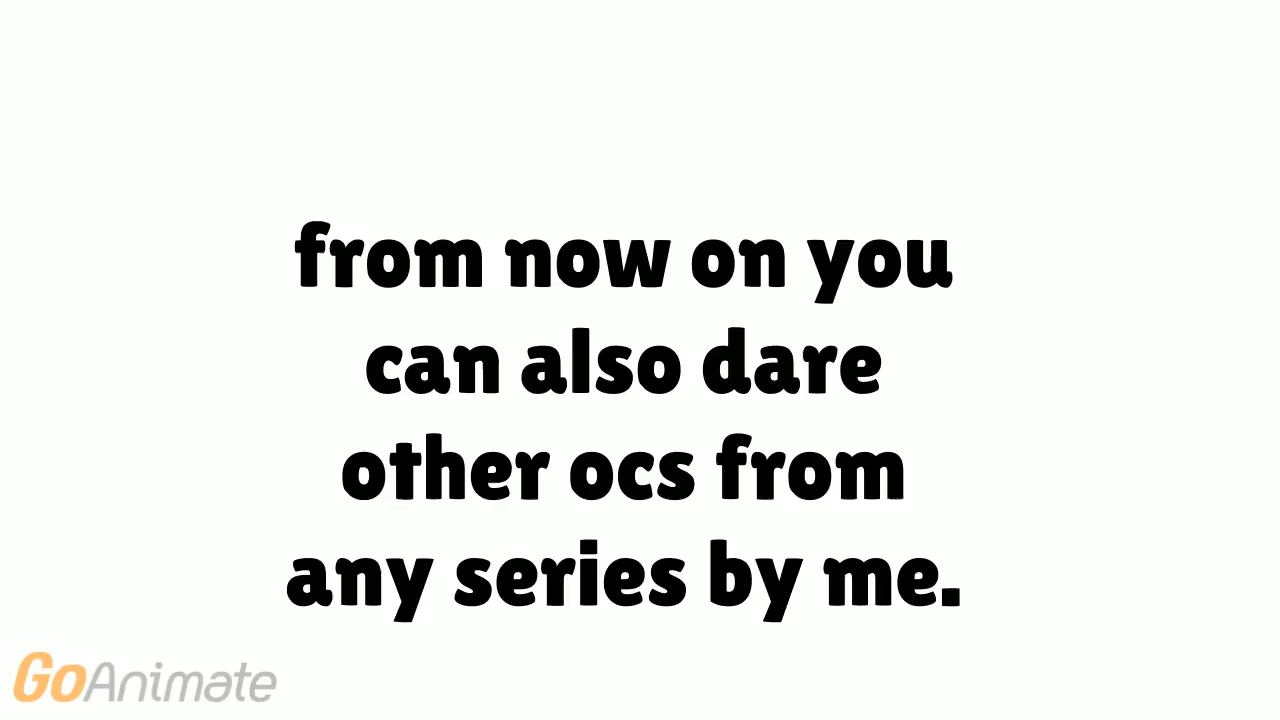 from now on you
can also dare
other ocs from
any series by me.
GoAnimate